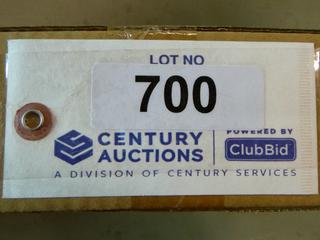 LOT NO
700
CENTURY
AUCTIONS
POWERED BY
ClubBid
A DIVISION OF CENTURY SERVICES